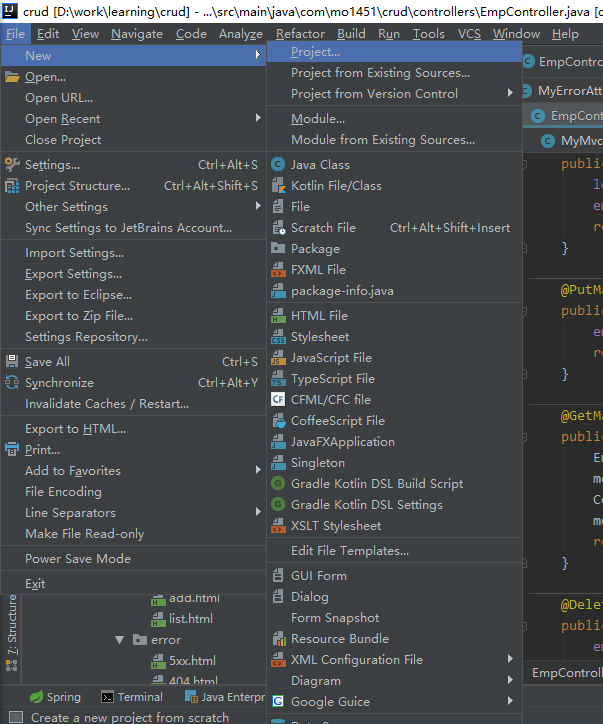 crud [D:\work\learning\crud] - ...\src\main\java\com\mo1451\crud\controllers\EmpController.java [c
File Edit View Navigate Code Analyze Refactor Build Run Tools VCS Window Help
New
Open...
Open URL...
Open Recent
Close Project
Settings... Ctrl+Alt+S
Project Structure... Ctrl+Alt+Shift+S
Other Settings
Sync Settings to JetBrains Account...
Import Settings...
Export Settings...
Export to Eclipse...
Export to Zip File...
Settings Repository...
Save All Ctrl+S
Synchronize Ctrl+Alt+Y
Invalidate Caches / Restart...
Export to HTML...
Print...
Add to Favorites
File Encoding
Line Separators
Make File Read-only
Power Save Mode
Exit
Project...
Project from Existing Sources...
Project from Version Control
Module...
Module from Existing Sources...
Java Class
Kotlin File/Class
File
Scratch File Ctrl+Alt+Shift+Insert
Package
FXML File
package-info.java
HTML File
Stylesheet
JavaScript File
TypeScript File
CFML/CFC file
CoffeeScript File
JavaFXApplication
Singleton
Gradle Kotlin DSL Build Script
Gradle Kotlin DSL Settings
XSLT Stylesheet
Edit File Templates...
GUI Form
Dialog
Form Snapshot
Resource Bundle
XML Configuration File
Diagram
Google Guice
EmpContro
MyErrorAtt
EmpCont
MyMvc
public
le
em
re
}
@PutMa
public
em
re
}
@GetMa
public
Em
mo
Co
mo
re
}
@Delet
public
em
EmpControll
add.html
list.html
error
5xx.html
404.html
7: Structure
Spring
Terminal
Java Enterpr
Create a new project from scratch